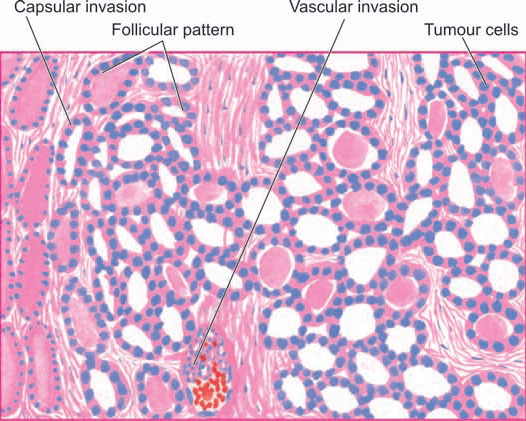 Capsular invasion
Vascular invasion
Follicular pattern
Tumour cells